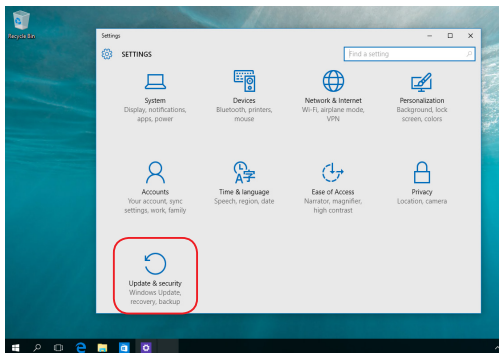 Recycle Bin
Settings
SETTINGS
Find a setting
System
Display, notifications,
apps, power
Devices
Bluetooth, printers,
mouse
Network & Internet
Wi-Fi, airplane mode,
VPN
Personalization
Background, lock
screen, colors
Accounts
Your account, sync
settings, work, family
Time & language
Speech, region, date
Ease of Access
Narrator, magnifier,
high contrast
Privacy
Location, camera
Update & security
Windows Update,
recovery, backup